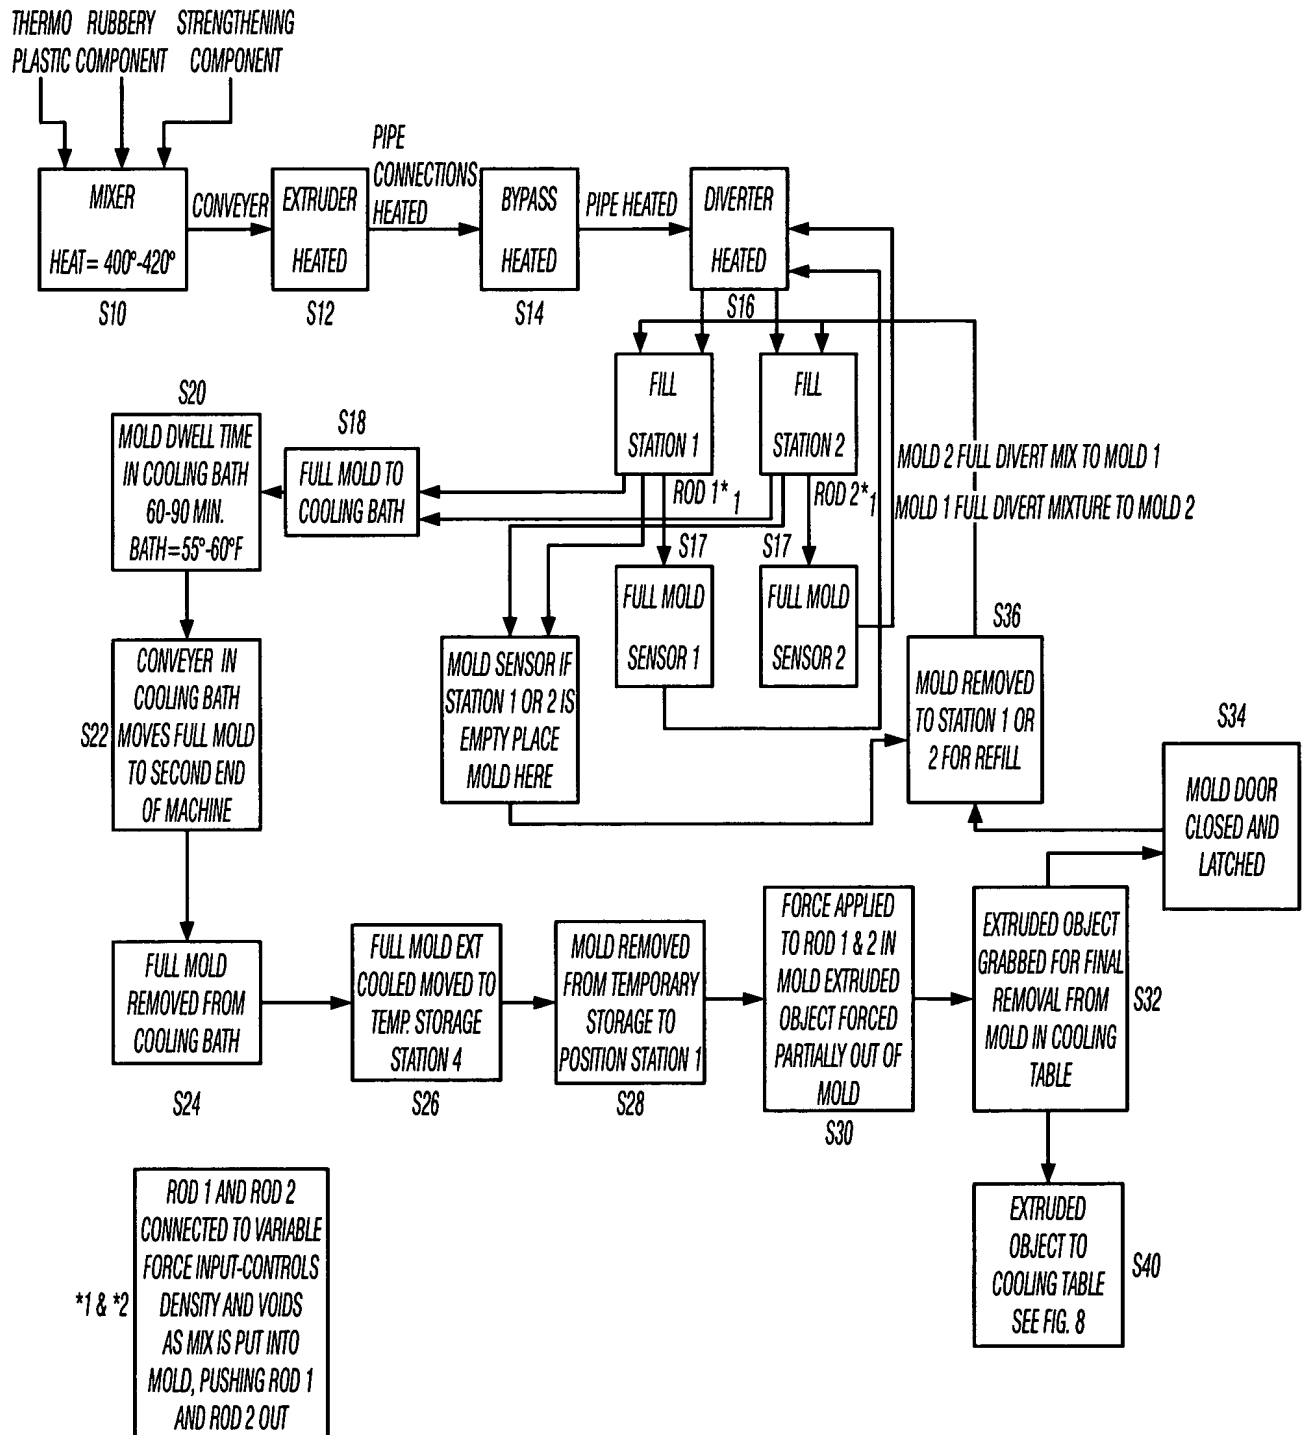 THERMO RUBBERY STRENGTHENING
PLASTIC COMPONENT COMPONENT
MIXER
HEAT= 400°-420°
S10
CONVEYER
EXTRUDER
HEATED
S12
PIPE
CONNECTIONS
HEATED
BYPASS
HEATED
S14
PIPE HEATED
DIVERTER
HEATED
S16
FILL
STATION 1
FILL
STATION 2
MOLD 2 FULL DIVERT MIX TO MOLD 1
MOLD 1 FULL DIVERT MIXTURE TO MOLD 2
ROD 1*1
ROD 2*1
S17
S17
FULL MOLD
SENSOR 1
FULL MOLD
SENSOR 2
S18
FULL MOLD TO
COOLING BATH
S20
MOLD DWELL TIME
IN COOLING BATH
60-90 MIN.
BATH=55°-60°F
S22
CONVEYER IN
COOLING BATH
MOVES FULL MOLD
TO SECOND END
OF MACHINE
MOLD SENSOR IF
STATION 1 OR 2 IS
EMPTY PLACE
MOLD HERE
S36
MOLD REMOVED
TO STATION 1 OR
2 FOR REFILL
S34
MOLD DOOR
CLOSED AND
LATCHED
FULL MOLD
REMOVED FROM
COOLING BATH
S24
FULL MOLD EXT
COOLED MOVED TO
TEMP. STORAGE
STATION 4
S26
MOLD REMOVED
FROM TEMPORARY
STORAGE TO
POSITION STATION 1
S28
FORCE APPLIED
TO ROD 1 & 2 IN
MOLD EXTRUDED
OBJECT FORCED
PARTIALLY OUT OF
MOLD
S30
EXTRUDED OBJECT
GRABBED FOR FINAL
REMOVAL FROM
MOLD IN COOLING
TABLE
S32
EXTRUDED
OBJECT TO
COOLING TABLE
SEE FIG. 8
S40
*1 & *2
ROD 1 AND ROD 2
CONNECTED TO VARIABLE
FORCE INPUT-CONTROLS
DENSITY AND VOIDS
AS MIX IS PUT INTO
MOLD, PUSHING ROD 1
AND ROD 2 OUT